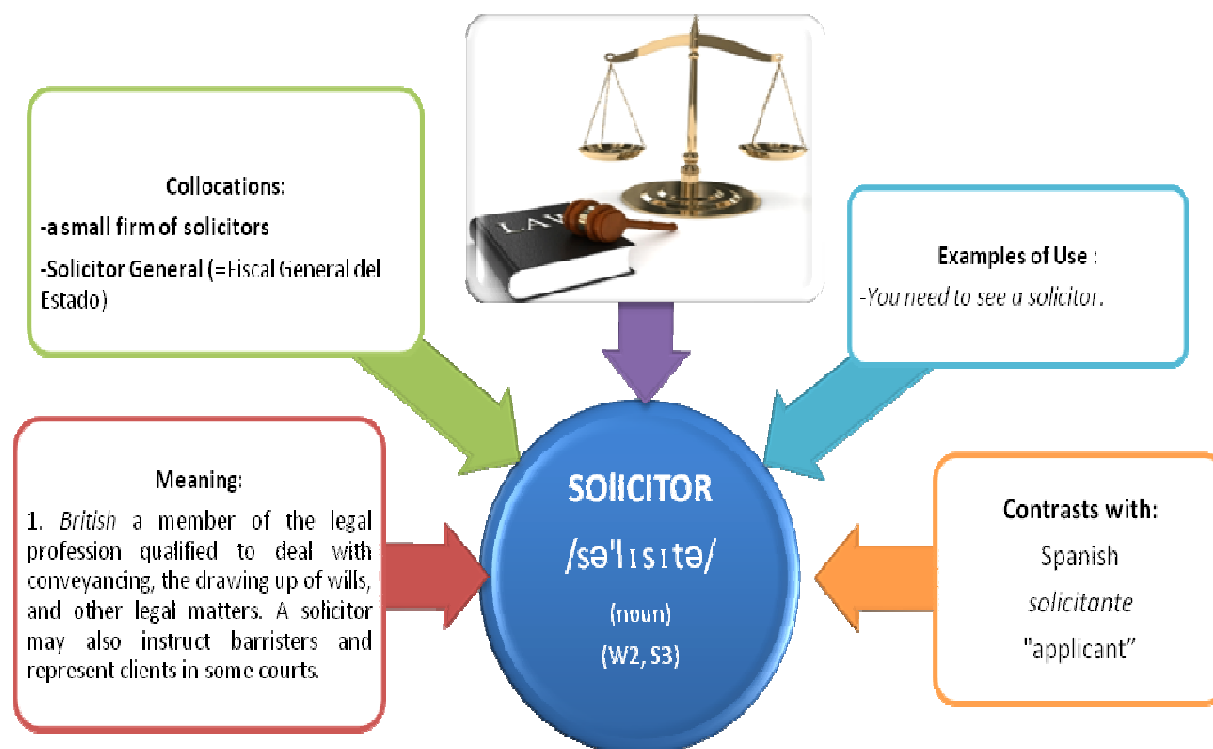 LAW
Collocations:
-a small firm of solicitors
-Solicitor General (=Fiscal General del
Estado)
Examples of Use :
-You need to see a solicitor.
Meaning:
1. British a member of the legal
profession qualified to deal with
conveyancing, the drawing up of wills,
and other legal matters. A solicitor
may also instruct barristers and
represent clients in some courts.
SOlICITOR
/sə'lɪsɪtə/
(noun)
(W2, S3)
Contrasts with:
Spanish
solicitante
"applicant”